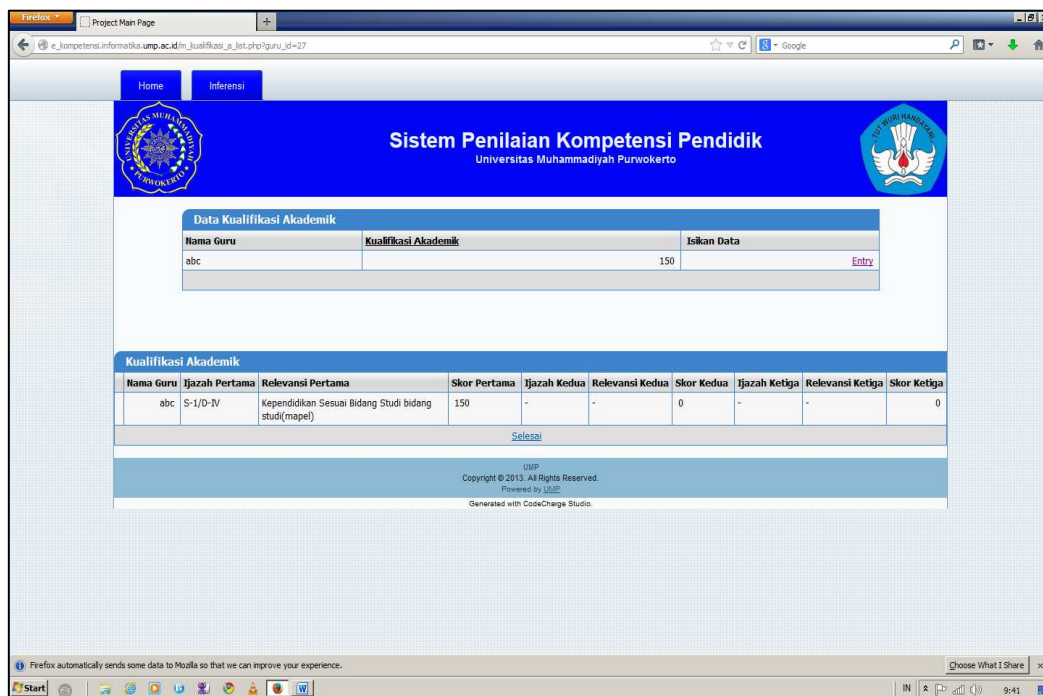 Firefox
Project Main Page
e_kompetensi.informatika.ump.ac.id/m_kualifikasi_a_list.php?guru_id=27
Google
Home
Inferensi
UNIVERSITAS MUHAMMADIYAH PURWOKERTO
Sistem Penilaian Kompetensi Pendidik
Universitas Muhammadiyah Purwokerto
TUT WURI HANDAYANI
Data Kualifikasi Akademik
Nama Guru Kualifikasi Akademik Isikan Data
abc 150 Entry
Kualifikasi Akademik
Nama Guru Ijazah Pertama Relevansi Pertama Skor Pertama Ijazah Kedua Relevansi Kedua Skor Kedua Ijazah Ketiga Relevansi Ketiga Skor Ketiga
abc S-1/D-IV Kependidikan Sesuai Bidang Studi bidang 150 - - 0 - - 0
studi(mapel)
Selesai
UMP
Copyright © 2013. All Rights Reserved.
Powered by UMP
Generated with CodeCharge Studio.
Firefox automatically sends some data to Mozilla so that we can improve your experience.
Choose What I Share
Start
IN
9:41